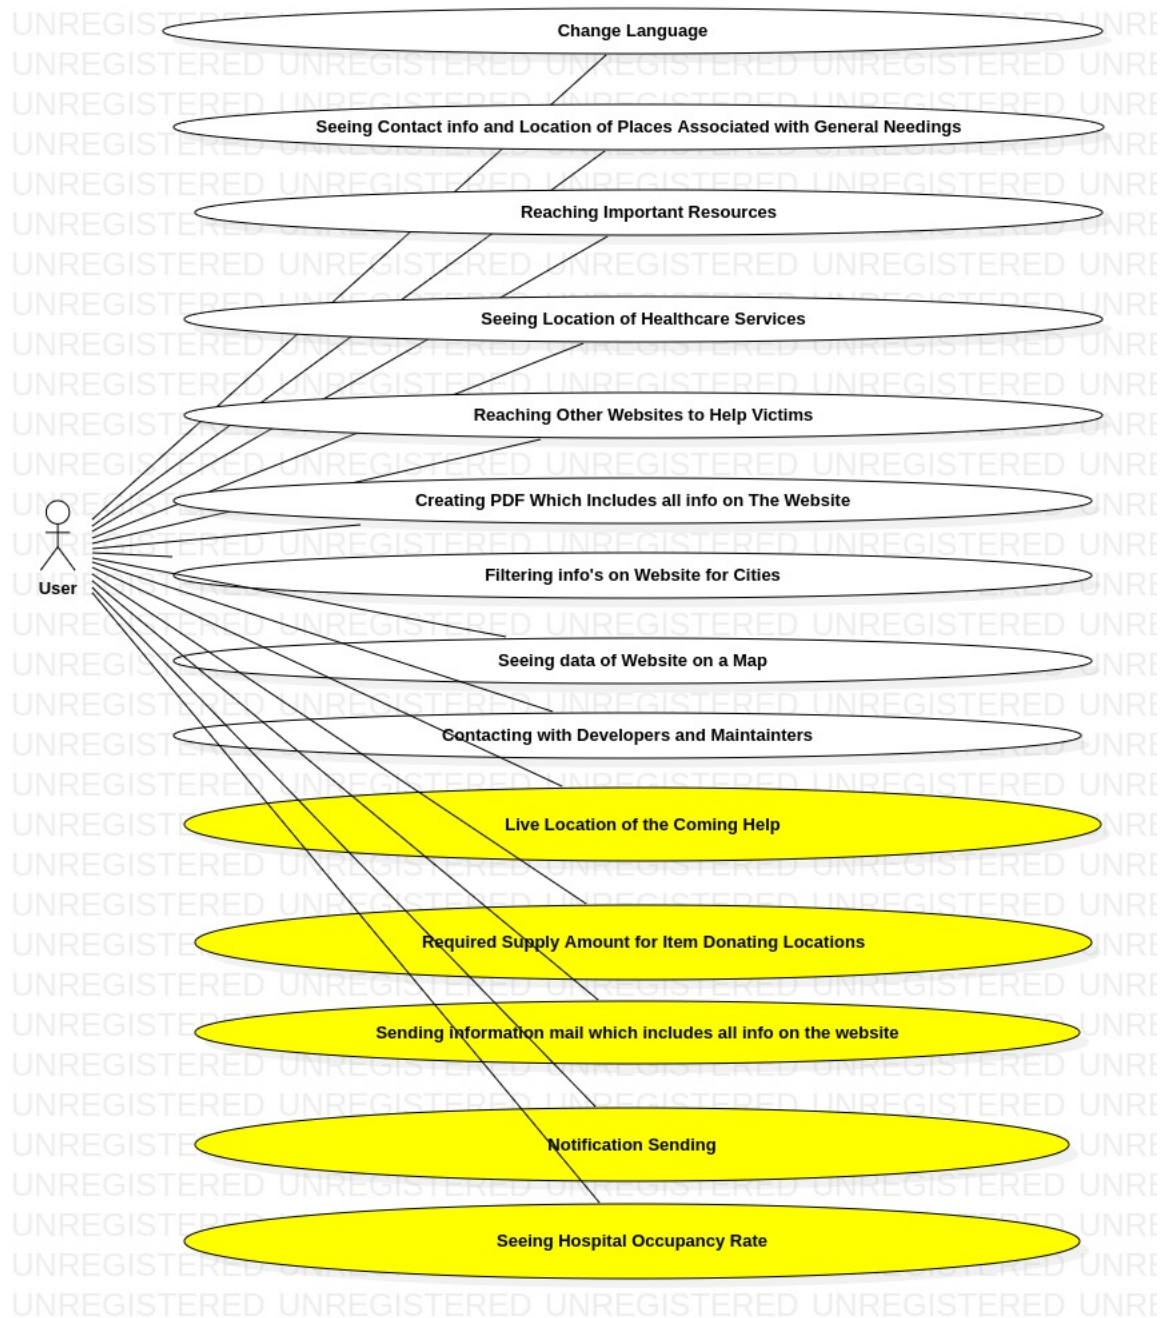 Change Language
Seeing Contact info and Location of Places Associated with General Needings
Reaching Important Resources
Seeing Location of Healthcare Services
Reaching Other Websites to Help Victims
Creating PDF Which Includes all info on The Website
User
Filtering info's on Website for Cities
Seeing data of Website on a Map
Contacting with Developers and Maintainters
Live Location of the Coming Help
Required Supply Amount for Item Donating Locations
Sending information mail which includes all info on the website
Notification Sending
Seeing Hospital Occupancy Rate
UNREGISTERED UNREGISTERED UNREGISTERED UNREGISTERED